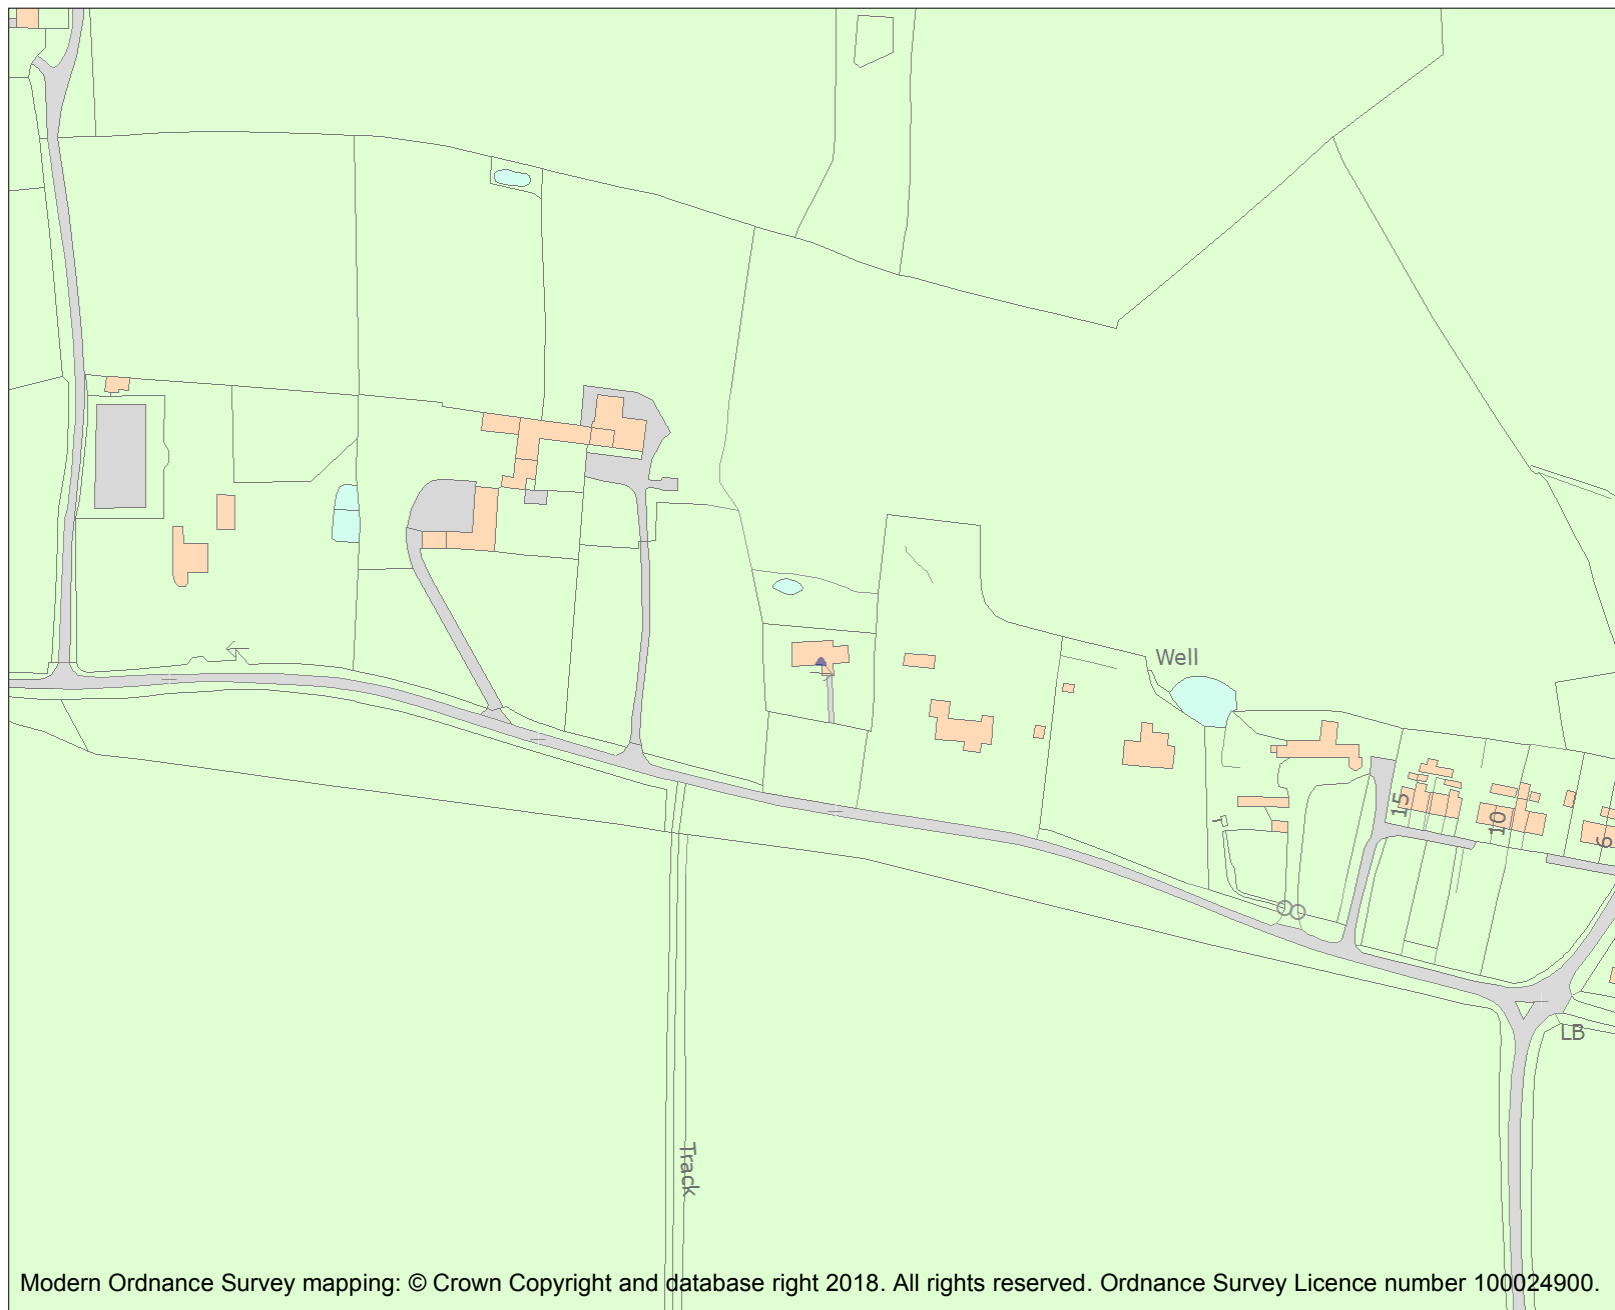 Well
15
10
6
LB
Track
Modern Ordnance Survey mapping: © Crown Copyright and database right 2018. All rights reserved. Ordnance Survey Licence number 100024900.